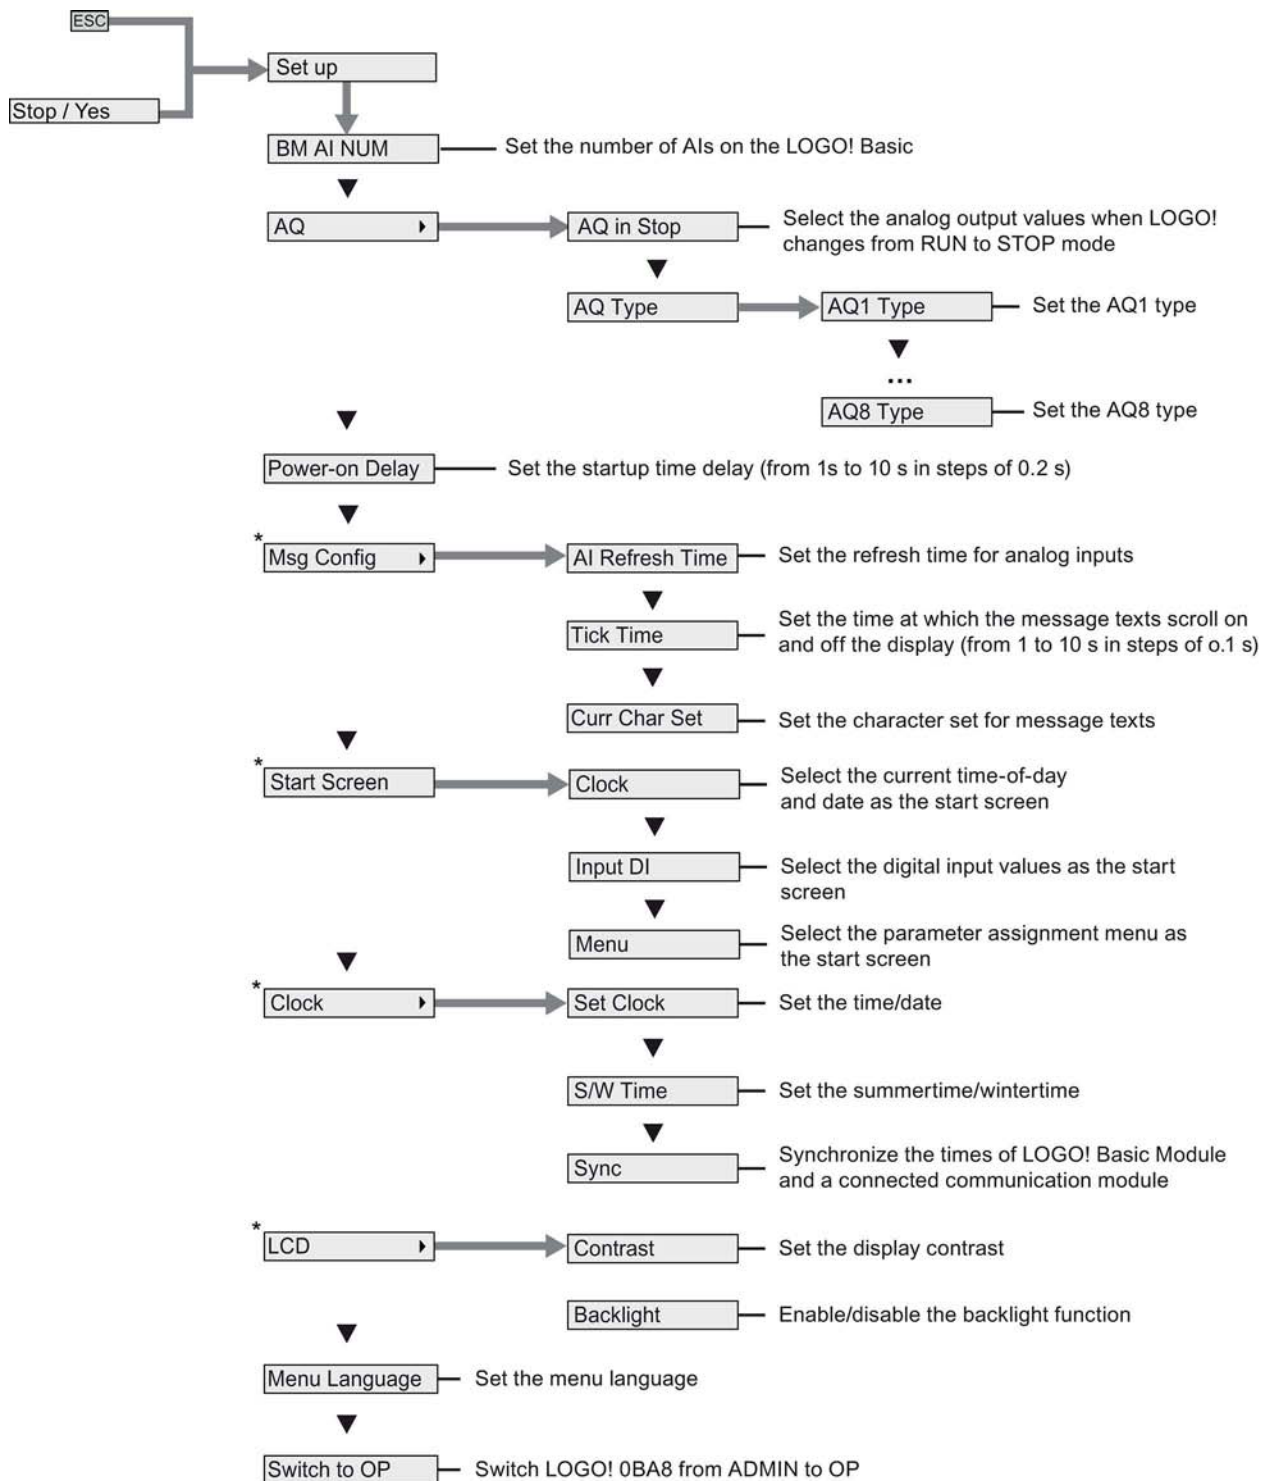 ESC
Stop / Yes
Set up
BM AI NUM
Set the number of AIs on the LOGO! Basic
AQ
AQ in Stop
Select the analog output values when LOGO!
changes from RUN to STOP mode
AQ Type
AQ1 Type
Set the AQ1 type
...
AQ8 Type
Set the AQ8 type
Power-on Delay
Set the startup time delay (from 1s to 10 s in steps of 0.2 s)
*
Msg Config
AI Refresh Time
Set the refresh time for analog inputs
Tick Time
Set the time at which the message texts scroll on
and off the display (from 1 to 10 s in steps of o.1 s)
Curr Char Set
Set the character set for message texts
*
Start Screen
Clock
Select the current time-of-day
and date as the start screen
Input DI
Select the digital input values as the start
screen
Menu
Select the parameter assignment menu as
the start screen
*
Clock
Set Clock
Set the time/date
S/W Time
Set the summertime/wintertime
Sync
Synchronize the times of LOGO! Basic Module
and a connected communication module
*
LCD
Contrast
Set the display contrast
Backlight
Enable/disable the backlight function
Menu Language
Set the menu language
Switch to OP
Switch LOGO! 0BA8 from ADMIN to OP